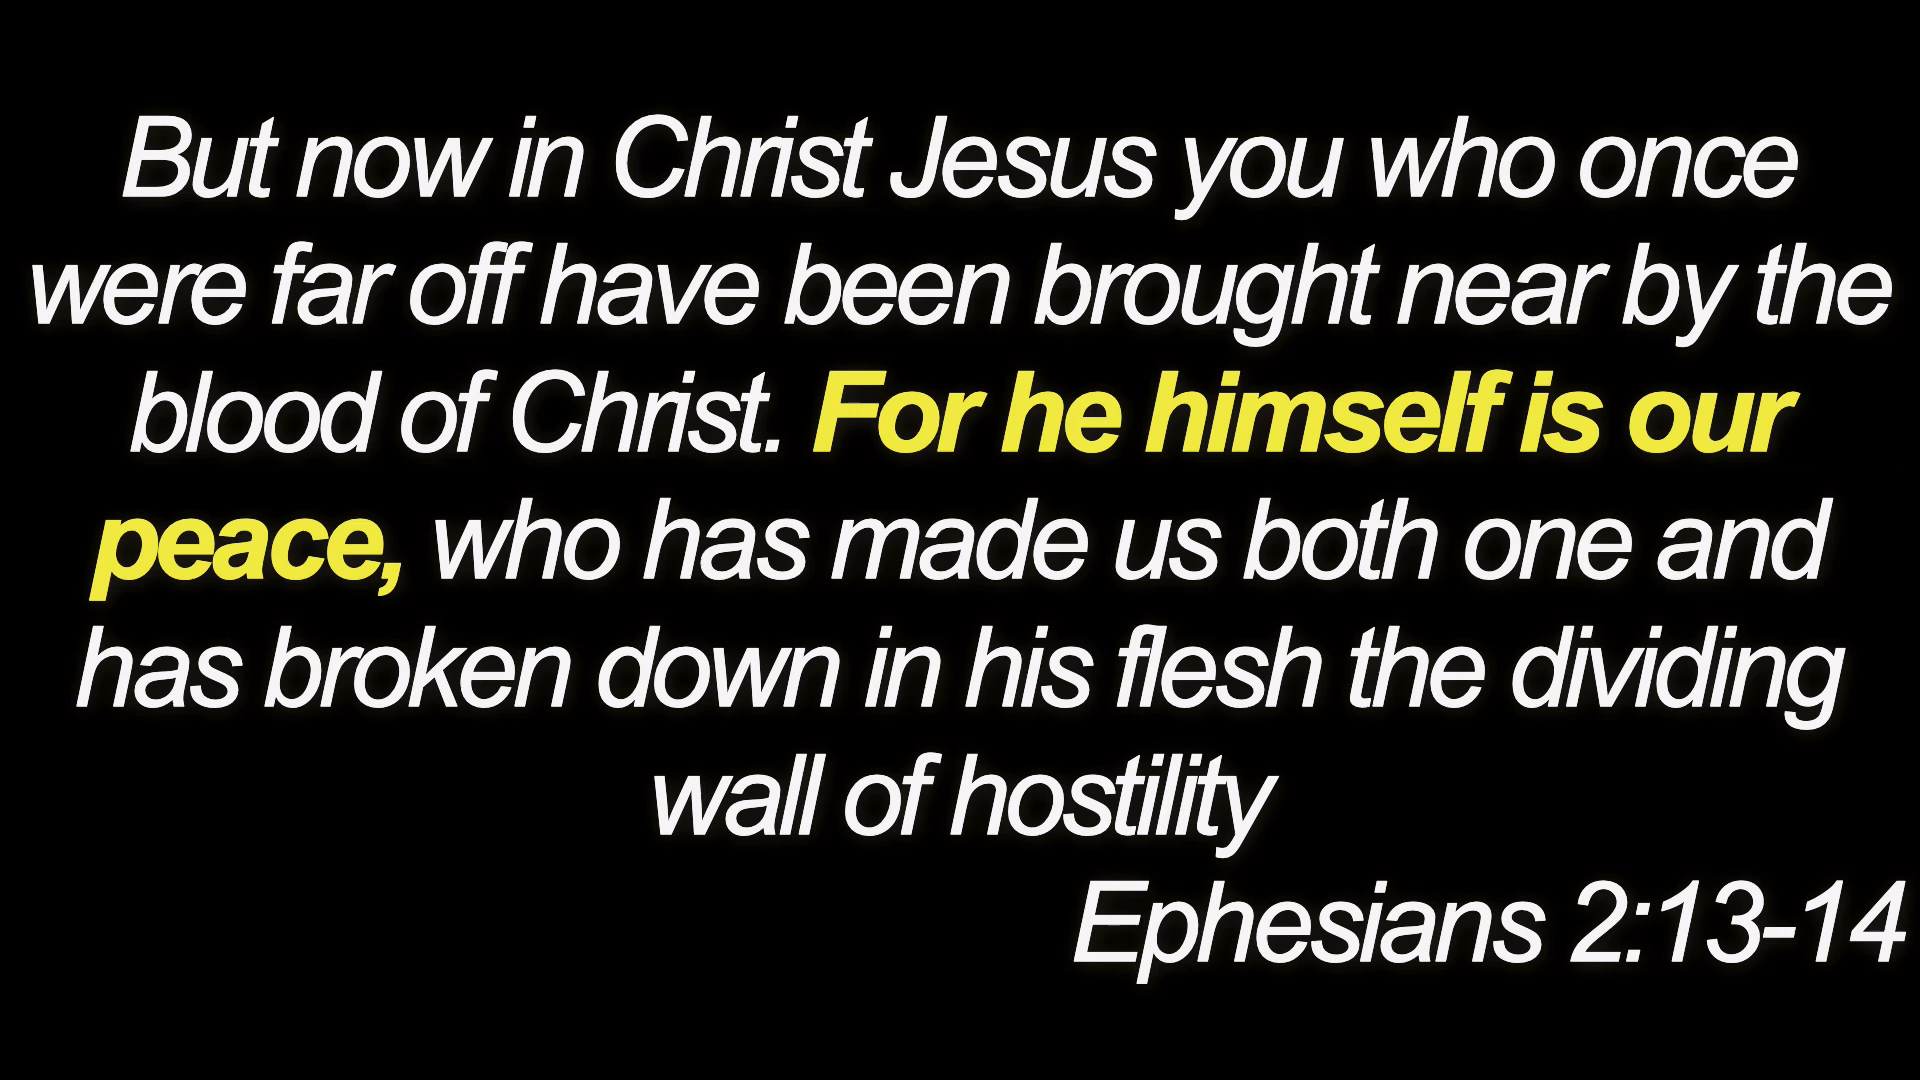 But now in Christ Jesus you who once
were far off have been brought near by the
blood of Christ. For he himself is our
peace, who has made us both one and
has broken down in his flesh the dividing
wall of hostility
Ephesians 2:13-14